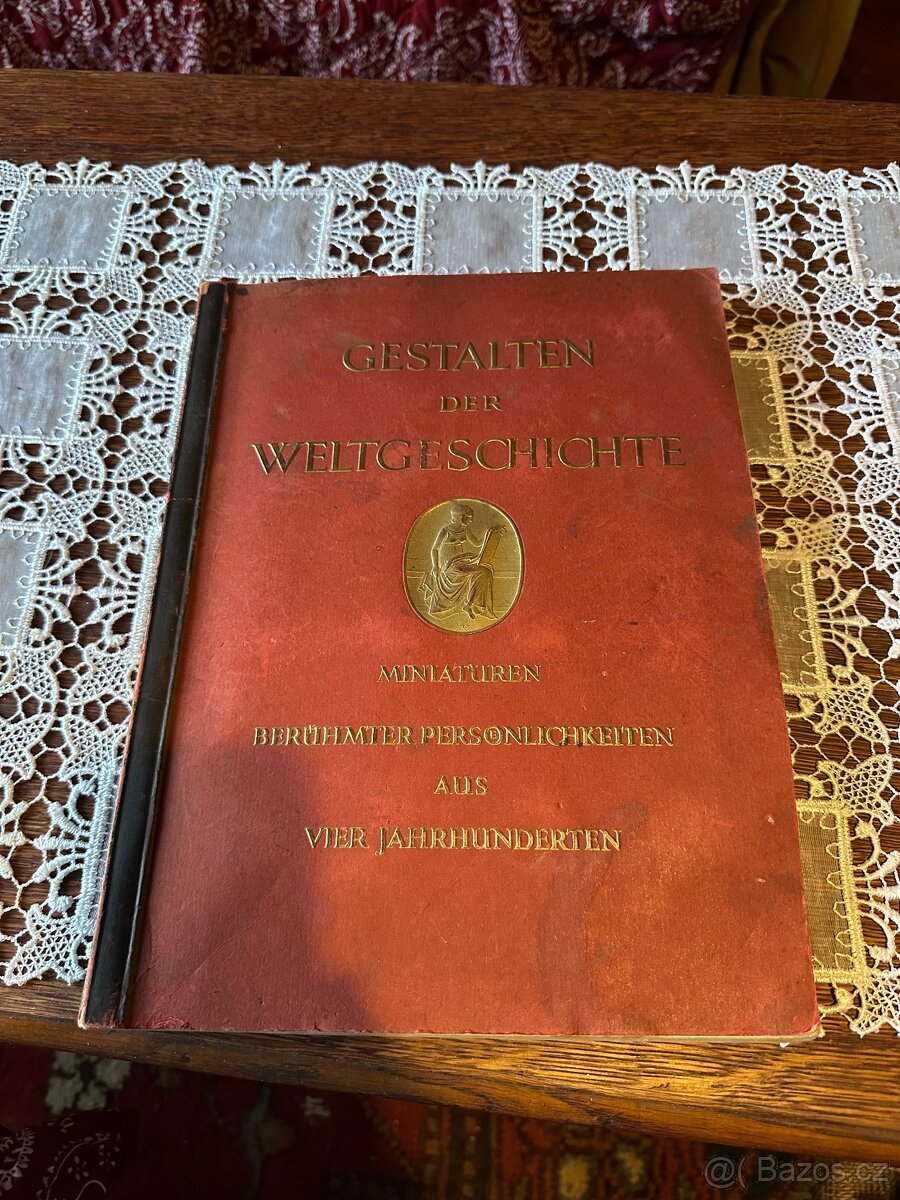 GESTALTEN
DER
WELTGESCHICHTE
MINIATUREN
BERÜHMTER PERSÖNLICHKEITEN
AUS
VIER JAHRHUNDERTEN
@( Bazos.cz